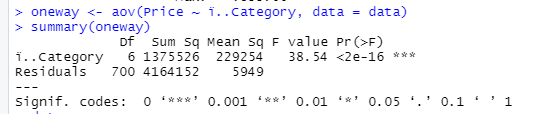 > oneway <- aov(Price ~ ï..Category, data = data)
> summary(oneway)
Df Sum Sq Mean Sq F value Pr(>F)
ï..Category 6 1375526 229254 38.54 <2e-16 ***
Residuals 700 4164152 5949
---
Signif. codes: 0 ‘***’ 0.001 ‘**’ 0.01 ‘*’ 0.05 ‘.’ 0.1 ‘ ’ 1